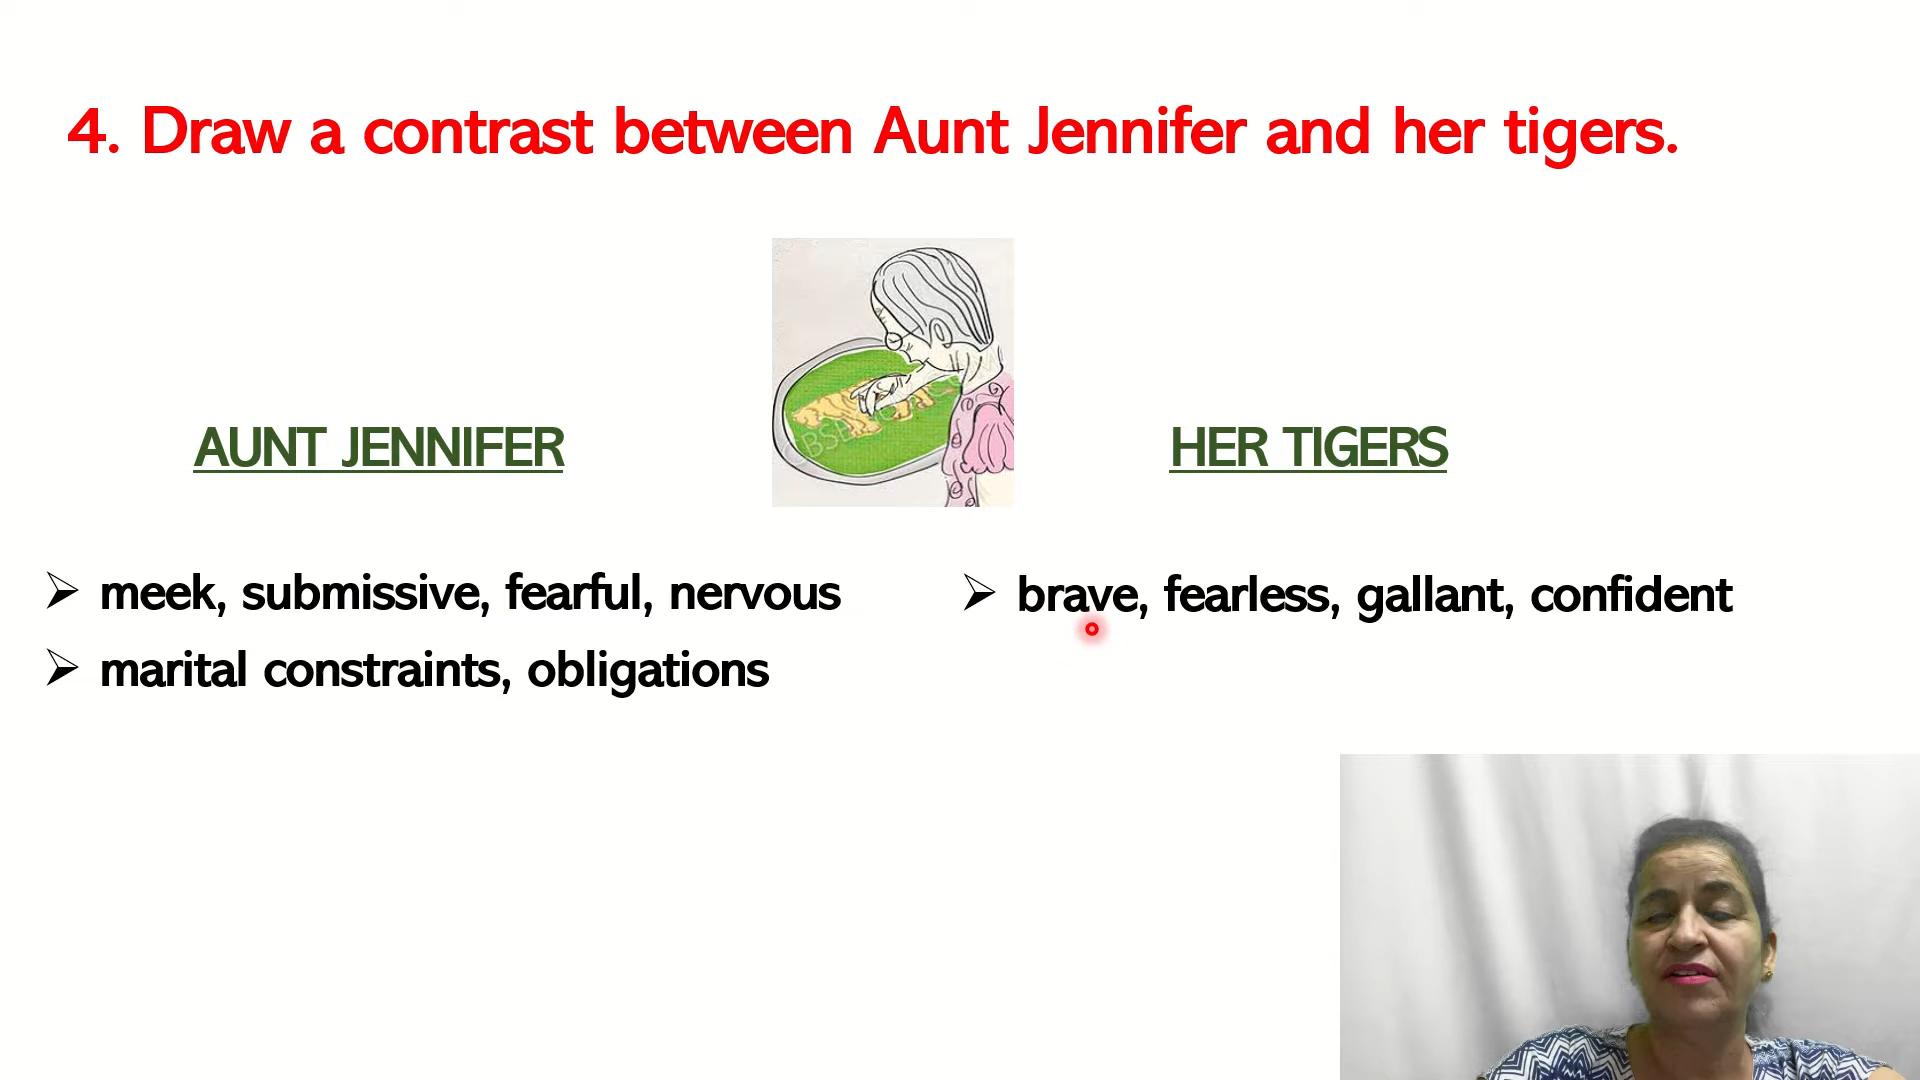 4. Draw a contrast between Aunt Jennifer and her tigers.
AUNT JENNIFER
HER TIGERS
➢ meek, submissive, fearful, nervous
➢ marital constraints, obligations
➢ brave, fearless, gallant, confident